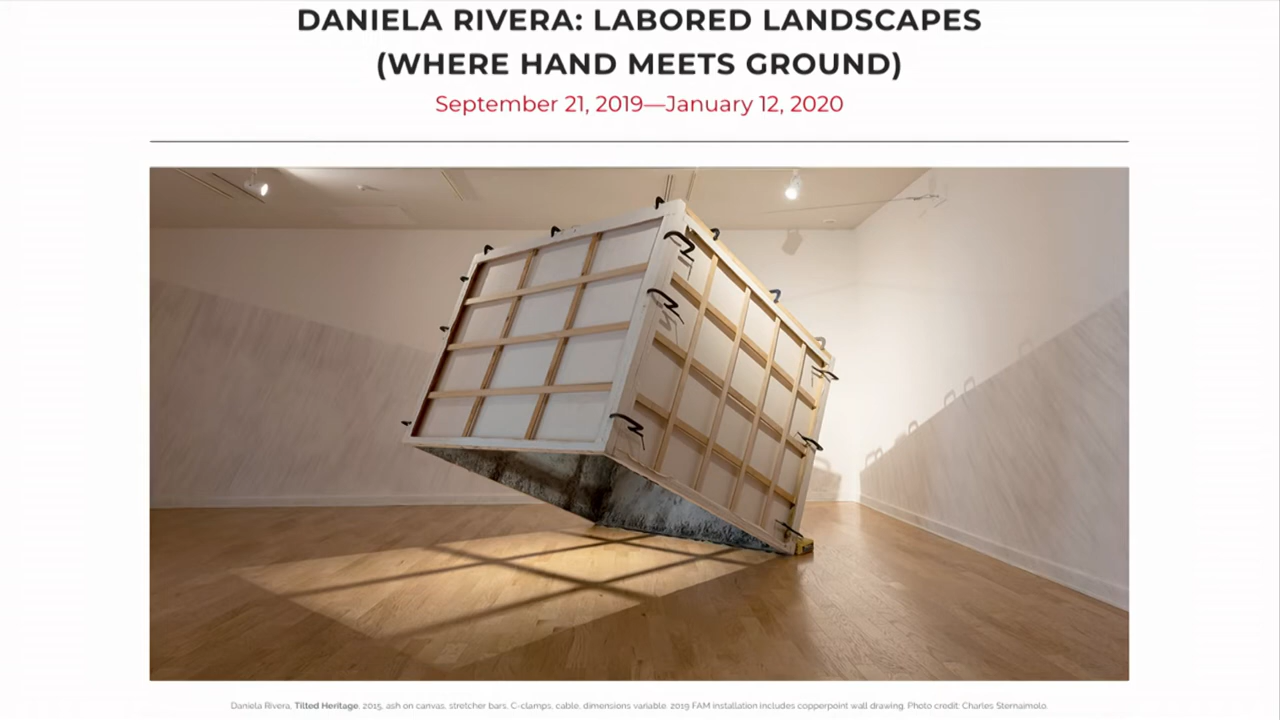 DANIELA RIVERA: LABORED LANDSCAPES
(WHERE HAND MEETS GROUND)
September 21, 2019—January 12, 2020
Daniela Rivera, Tilted Heritage, 2015, ash on canvas, stretcher bars, C-clamps, cable, dimensions variable. 2019 FAM installation includes copperpoint wall drawing. Photo credit: Charles Sternaimolo.